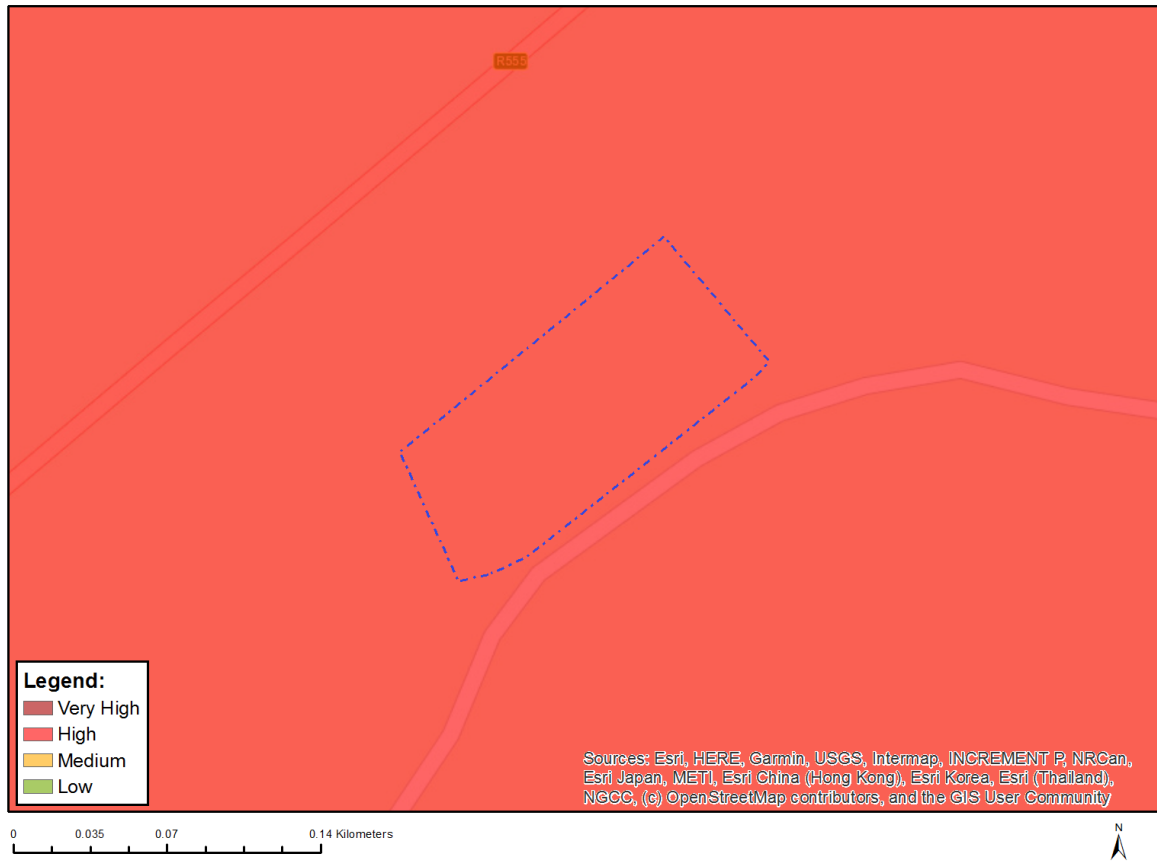 R555
Legend:
Very High
High
Medium
Low
Sources: Esri, HERE, Garmin, USGS, Intermap, INCREMENT P, NRCan,
Esri Japan, METI, Esri China (Hong Kong), Esri Korea, Esri (Thailand),
NGCC, (c) OpenStreetMap contributors, and the GIS User Community
0 0.035 0.07 0.14 Kilometers
N